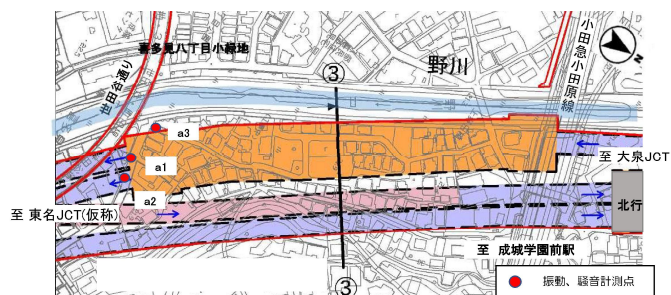 喜多見八丁目小緑地
世田谷通り
③
野川
小田急小田原線
N
a3
a1
a2
至 大泉JCT
至 東名JCT(仮称)
北行
至 成城学園前駅
③
振動、騒音計測点